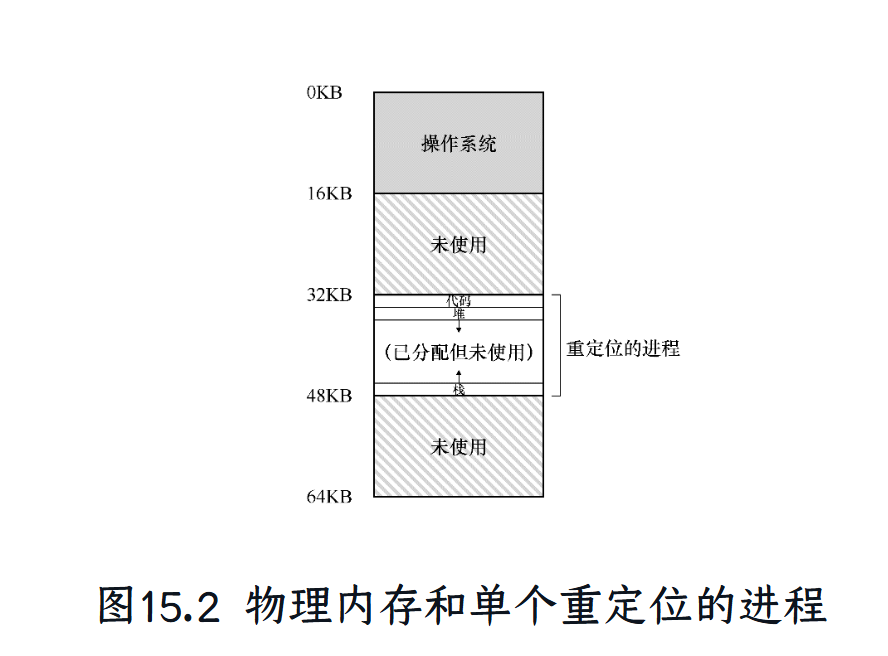 0KB
操作系统
16KB
未使用
32KB
代码
堆
(已分配但未使用)
重定位的进程
栈
48KB
未使用
64KB
图15.2 物理内存和单个重定位的进程